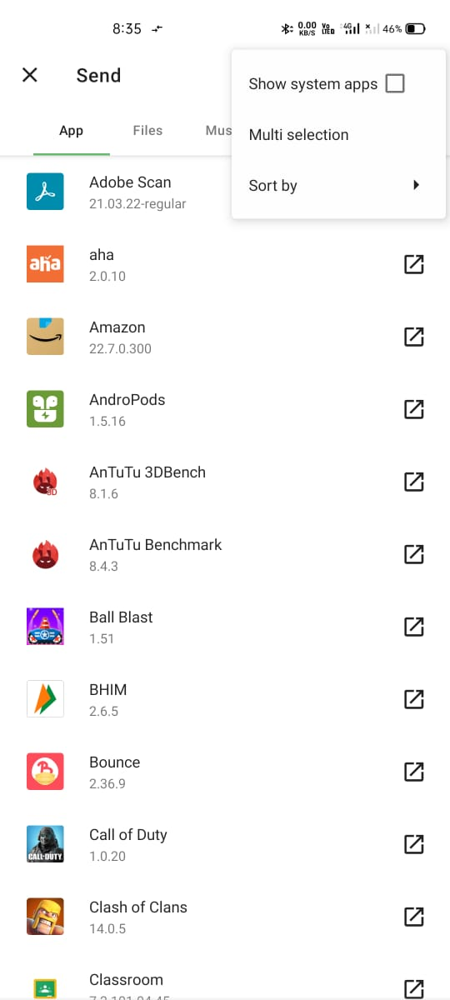 8:35
0.00 KB/S
Vo LTE
4G
46%
Send
Show system apps
App
Files
Mus
Multi selection
Sort by
Adobe Scan
21.03.22-regular
aha
aha
2.0.10
Amazon
22.7.0.300
AndroPods
1.5.16
AnTuTu 3DBench
3D
8.1.6
AnTuTu Benchmark
8.4.3
Ball Blast
1.51
BHIM
2.6.5
Bounce
B
2.36.9
Call of Duty
CALL·DUTY
1.0.20
Clash of Clans
14.0.5
Classroom